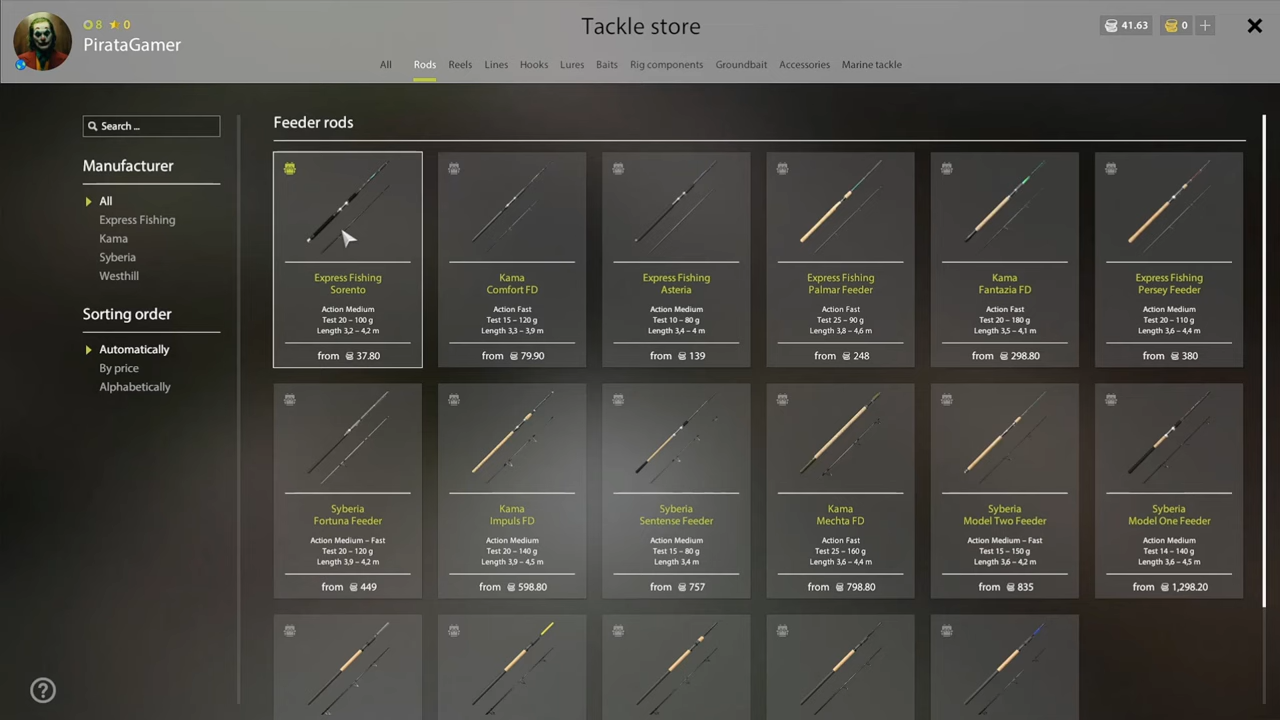 8 0
PirataGamer
Tackle store
41.63 0 +
All Rods Reels Lines Hooks Lures Baits Rig components Groundbait Accessories Marine tackle
Search ...
Manufacturer
All
Express Fishing
Kama
Syberia
Westhill
Sorting order
Automatically
By price
Alphabetically
Feeder rods
Express Fishing
Sorento
Action Medium
Test 20 – 100 g
Length 3,2 – 4,2 m
from 37.80
Kama
Comfort FD
Action Fast
Test 15 – 120 g
Length 3,3 – 3,9 m
from 79.90
Express Fishing
Asteria
Action Medium
Test 10 – 80 g
Length 3,4 – 4 m
from 139
Express Fishing
Palmar Feeder
Action Fast
Test 25 – 90 g
Length 3,8 – 4,6 m
from 248
Kama
Fantazia FD
Action Fast
Test 20 – 180 g
Length 3,5 – 4,1 m
from 298.80
Express Fishing
Persey Feeder
Action Medium
Test 20 – 110 g
Length 3,6 – 4,4 m
from 380
Syberia
Fortuna Feeder
Action Medium – Fast
Test 20 – 120 g
Length 3,9 – 4,2 m
from 449
Kama
Impuls FD
Action Medium
Test 20 – 140 g
Length 3,9 – 4,5 m
from 598.80
Syberia
Sentense Feeder
Action Medium
Test 15 – 80 g
Length 3,4 m
from 757
Kama
Mechta FD
Action Fast
Test 25 – 160 g
Length 3,6 – 4,4 m
from 798.80
Syberia
Model Two Feeder
Action Medium – Fast
Test 15 – 150 g
Length 3,6 – 4,2 m
from 835
Syberia
Model One Feeder
Action Medium
Test 14 – 140 g
Length 3,6 – 4,5 m
from 1,298.20
?